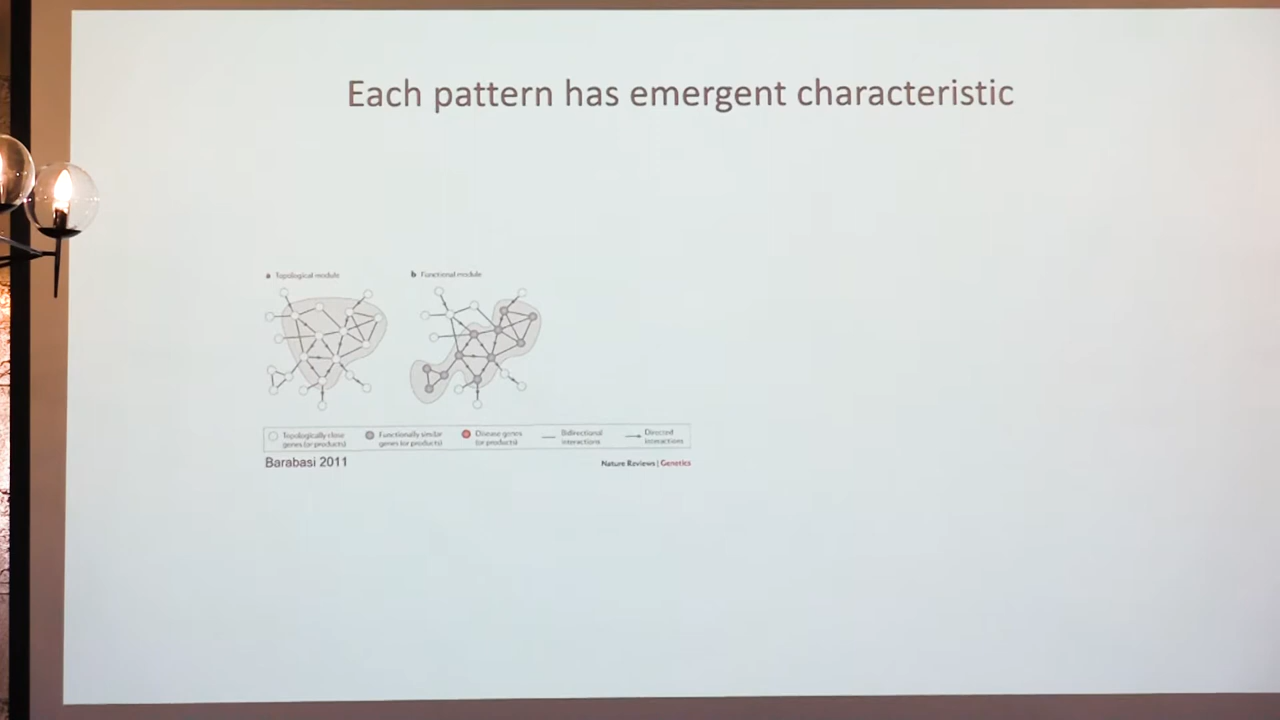 Each pattern has emergent characteristic
a Topological module
b Functional module
Topologically close
genes (or products)
Functionally similar
genes (or products)
Disease genes
(or products)
Bidirectional
interactions
Directed
interactions
Barabasi 2011
Nature Reviews | Genetics